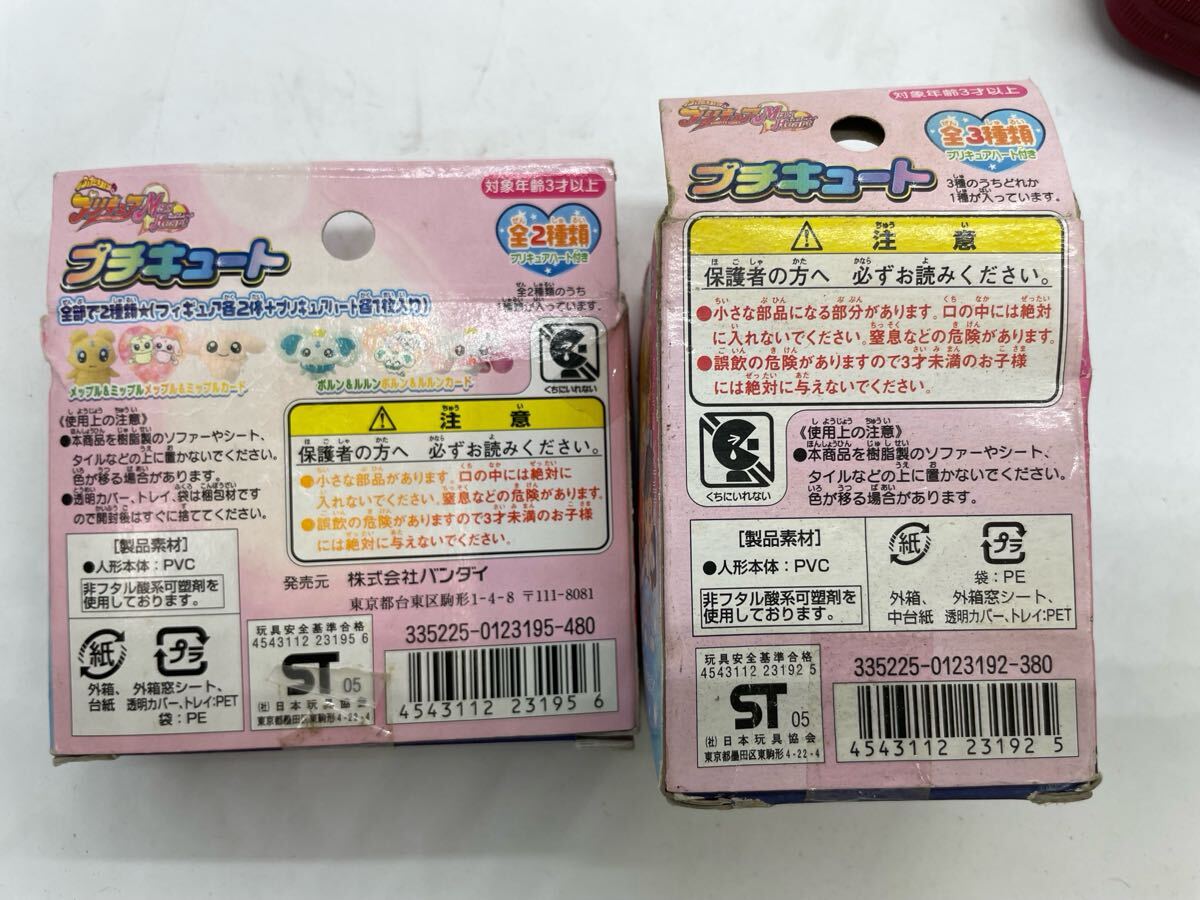 プリキュア Max Heart
対象年齢3才以上
プチキュート
全2種類
プリキュアハート付き
全2種類のうち
全部で2種類★(フィギュア各2体+プリキュアハート各1枚入り)
メップル&ミップル メップル&ミップルカード
ポルン&ルルン ポルン&ルルンカード
くちにいれない
《使用上の注意》
●本商品を樹脂製のソファーやシート、
タイルなどの上に置かないでください。
色が移る場合があります。
●透明カバー、トレイ、袋は梱包材です
ので開封後はすぐに捨ててください。
注意
保護者の方へ 必ずお読みください。
●小さな部品があります。口の中には絶対に
入れないでください。窒息などの危険があります。
●誤飲の危険がありますので3才未満のお子様
には絶対に与えないでください。
[製品素材]
●人形本体:PVC
非フタル酸系可塑剤を
使用しております。
発売元 株式会社バンダイ
東京都台東区駒形1-4-8 〒111-8081
紙
プラ
外箱、
台紙
外箱窓シート、
透明カバー、トレイ:PET
袋:PE
玩具安全基準合格
4543112 23195 6
ST 05
(社)日本玩具協会
東京都墨田区東駒形4-22-4
335225-0123195-480
4543112 23195 6
対象年齢3才以上
プリキュア Max Heart
プチキュート
全3種類
プリキュアハート付き
3種のうちどれか
1種が入っています。
注意
保護者の方へ 必ずお読みください。
●小さな部品になる部分があります。口の中には絶対
に入れないでください。窒息などの危険があります。
●誤飲の危険がありますので3才未満のお子様
には絶対に与えないでください。
くちにいれない
《使用上の注意》
●本商品を樹脂製のソファーやシート、
タイルなどの上に置かないでください。
色が移る場合があります。
[製品素材]
●人形本体:PVC
非フタル酸系可塑剤を
使用しております。
紙
プラ
袋:PE
外箱、
中台紙
外箱窓シート、
透明カバー、トレイ:PET
玩具安全基準合格
4543112 23192 5
ST 05
(社)日本玩具協会
東京都墨田区東駒形4-22-4
335225-0123192-380
4543112 23192 5